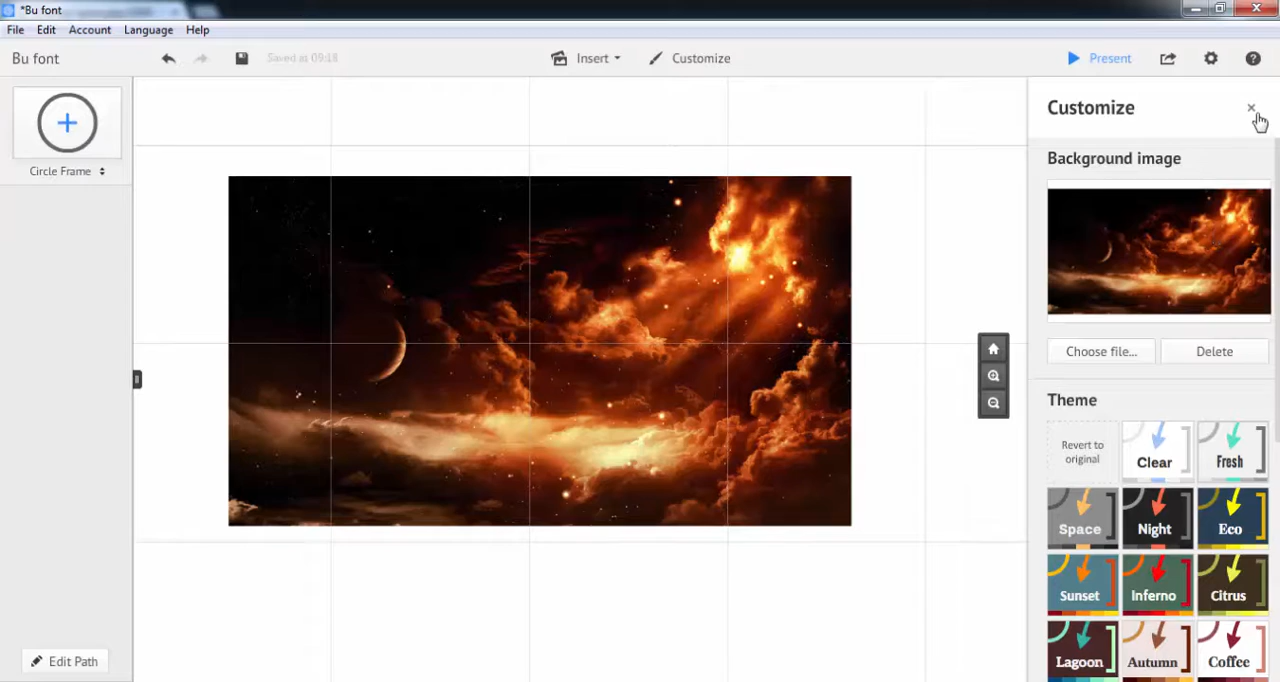 *Bu font
File Edit Account Language Help
Bu font Saved at 09:18 Insert Customize Present
Customize
Circle Frame
Background image
Choose file... Delete
Theme
Revert to original
Clear
Fresh
Space
Night
Eco
Sunset
Inferno
Citrus
Lagoon
Autumn
Coffee
Edit Path